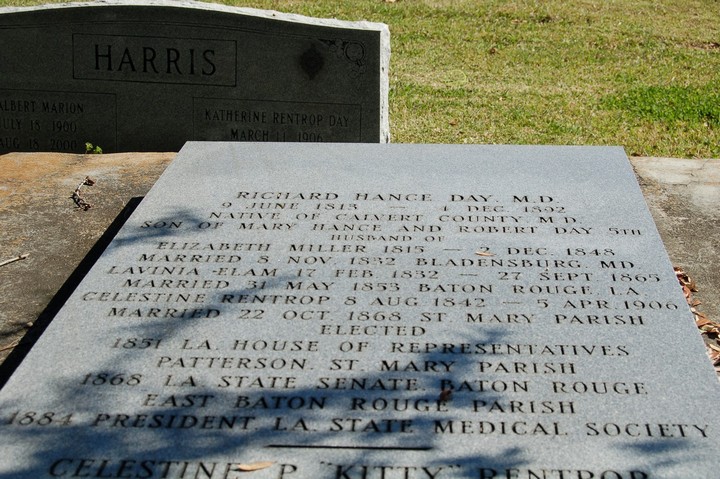 HARRIS
ALBERT MARION
JULY 13 1900
AUG 18 2000
KATHERINE RENTROP DAY
MARCH 11 1906
RICHARD HANCE DAY, M.D.
9 JUNE 1813 — 4 DEC 1892
NATIVE OF CALVERT COUNTY M.D.
SON OF MARY HANCE AND ROBERT DAY 5TH
HUSBAND OF
ELIZABETH MILLER 1815 — 2 DEC. 1848
MARRIED 8 NOV. 1832 BLADENSBURG, MD.
LAVINIA ELAM 17 FEB. 1832 — 27 SEPT 1865
MARRIED 31 MAY 1853 BATON ROUGE LA.
CELESTINE RENTROP 8 AUG 1842 — 5 APR. 1906
MARRIED 22 OCT. 1868 ST. MARY PARISH
ELECTED
1851 LA. HOUSE OF REPRESENTATIVES
PATTERSON, ST. MARY PARISH
1868 LA STATE SENATE BATON ROUGE
EAST BATON ROUGE PARISH
1884 PRESIDENT, LA. STATE MEDICAL SOCIETY
CELESTINE P. "KITTY" RENTROP